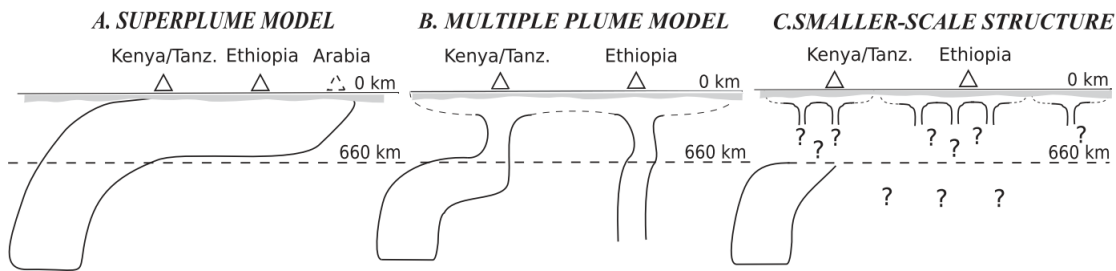 A. SUPERPLUME MODEL
Kenya/Tanz. Ethiopia Arabia
0 km
660 km
B. MULTIPLE PLUME MODEL
Kenya/Tanz. Ethiopia
0 km
660 km
C.SMALLER-SCALE STRUCTURE
Kenya/Tanz. Ethiopia
0 km
? ? ? ? ?
? ?
660 km
? ? ?